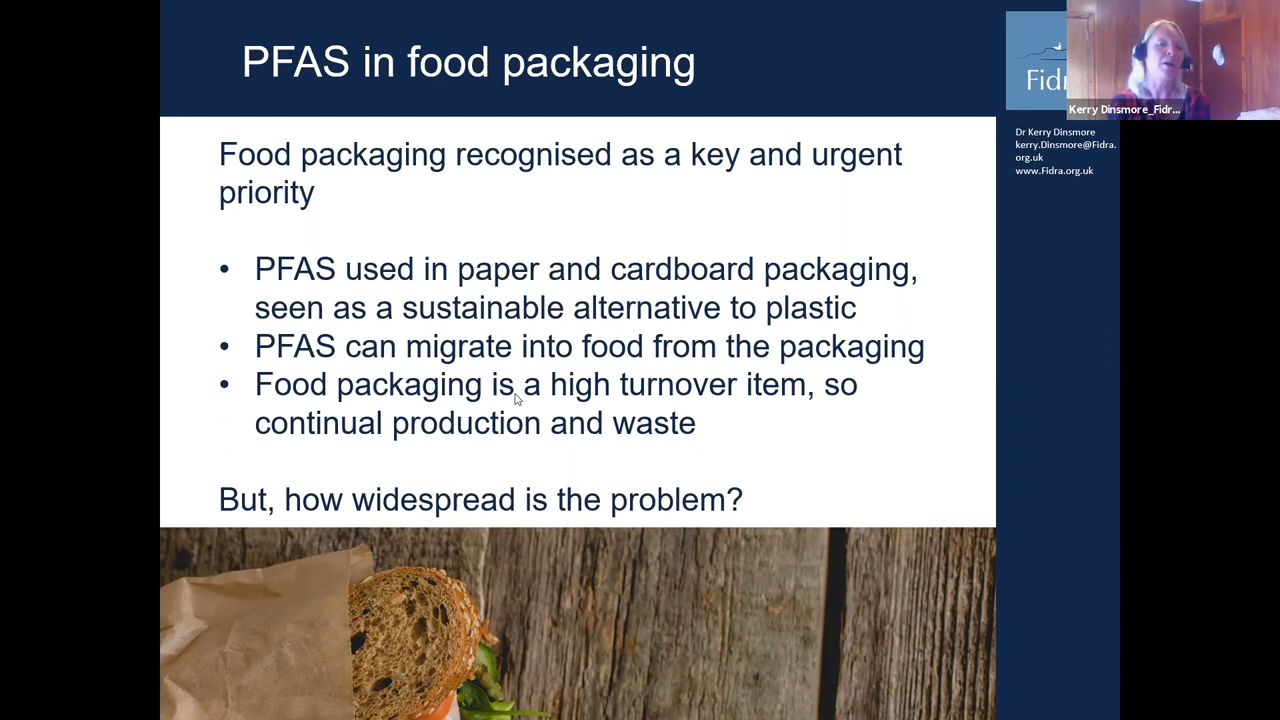 PFAS in food packaging
Food packaging recognised as a key and urgent
priority
• PFAS used in paper and cardboard packaging,
seen as a sustainable alternative to plastic
• PFAS can migrate into food from the packaging
• Food packaging is a high turnover item, so
continual production and waste
But, how widespread is the problem?
Fid
Kerry Dinsmore_Fidr...
Dr Kerry Dinsmore
kerry.Dinsmore@Fidra.
org.uk
www.Fidra.org.uk